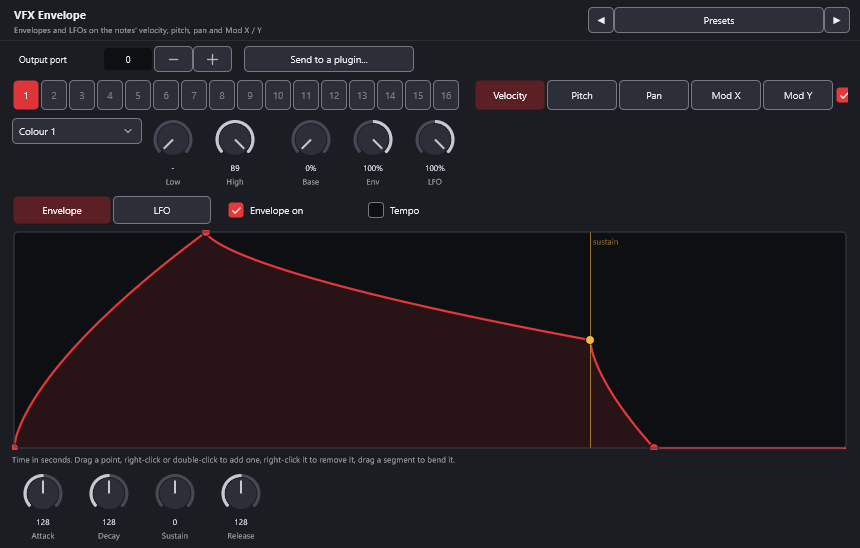 VFX Envelope
Envelopes and LFOs on the notes' velocity, pitch, pan and Mod X / Y
◀ Presets ▶
Output port 0 − + Send to a plugin...
1 2 3 4 5 6 7 8 9 10 11 12 13 14 15 16 Velocity Pitch Pan Mod X Mod Y
Colour 1
- B9 0% 100% 100%
Low High Base Env LFO
Envelope LFO Envelope on Tempo
sustain
Time in seconds. Drag a point, right-click or double-click to add one, right-click it to remove it, drag a segment to bend it.
128 128 0 128
Attack Decay Sustain Release